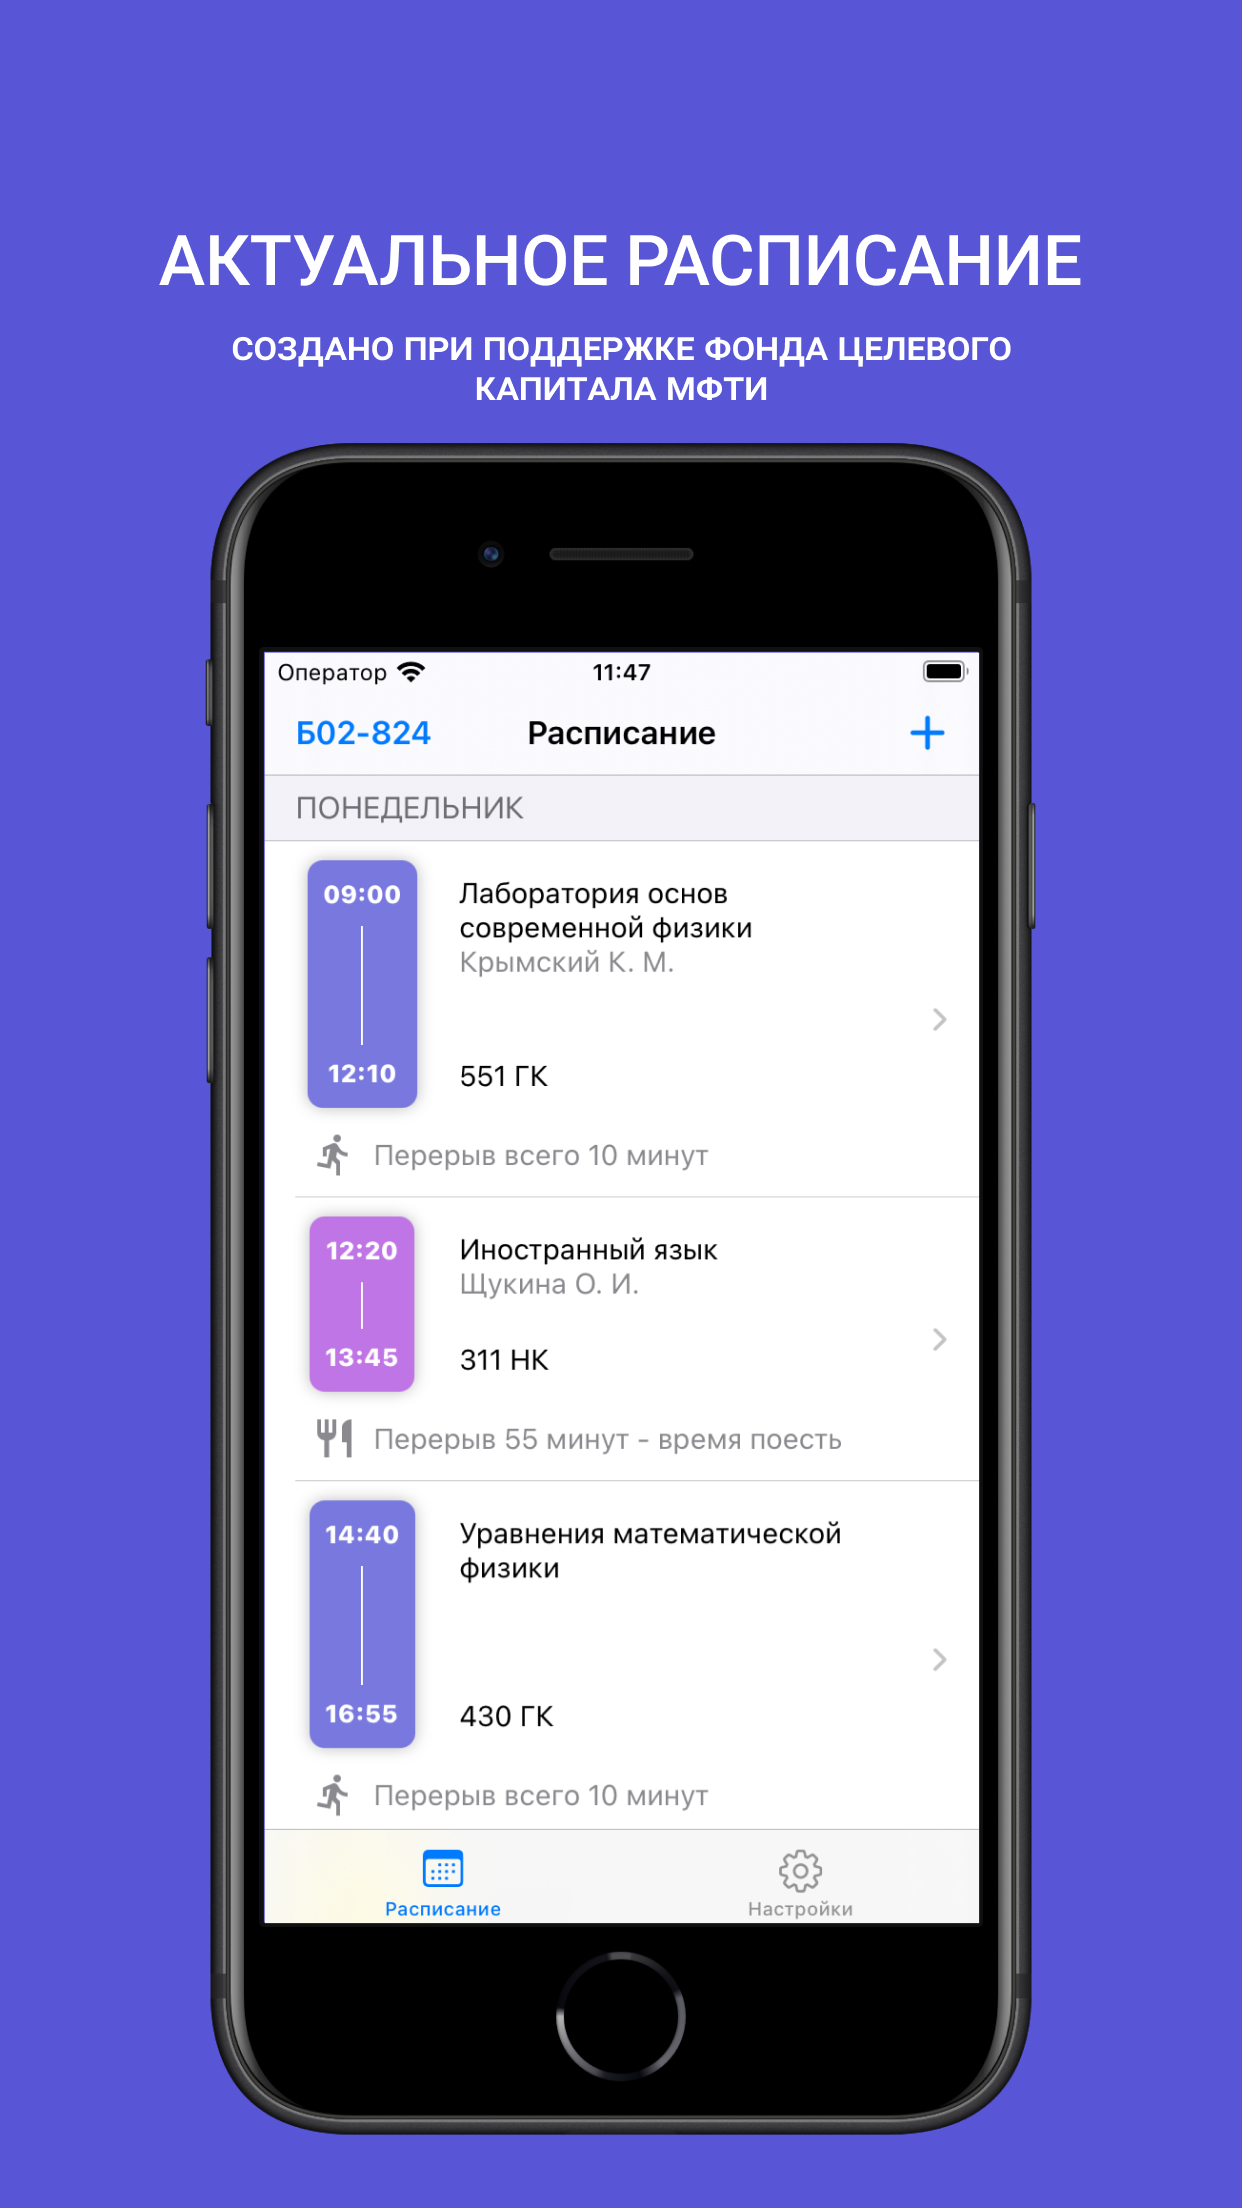 АКТУАЛЬНОЕ РАСПИСАНИЕ
СОЗДАНО ПРИ ПОДДЕРЖКЕ ФОНДА ЦЕЛЕВОГО
КАПИТАЛА МФТИ
Оператор 11:47
Б02-824 Расписание
ПОНЕДЕЛЬНИК
09:00
Лаборатория основ
современной физики
Крымский К. М.
12:10
551 ГК
Перерыв всего 10 минут
12:20
Иностранный язык
Щукина О. И.
13:45
311 НК
Перерыв 55 минут - время поесть
14:40
Уравнения математической
физики
16:55
430 ГК
Перерыв всего 10 минут
Расписание Настройки